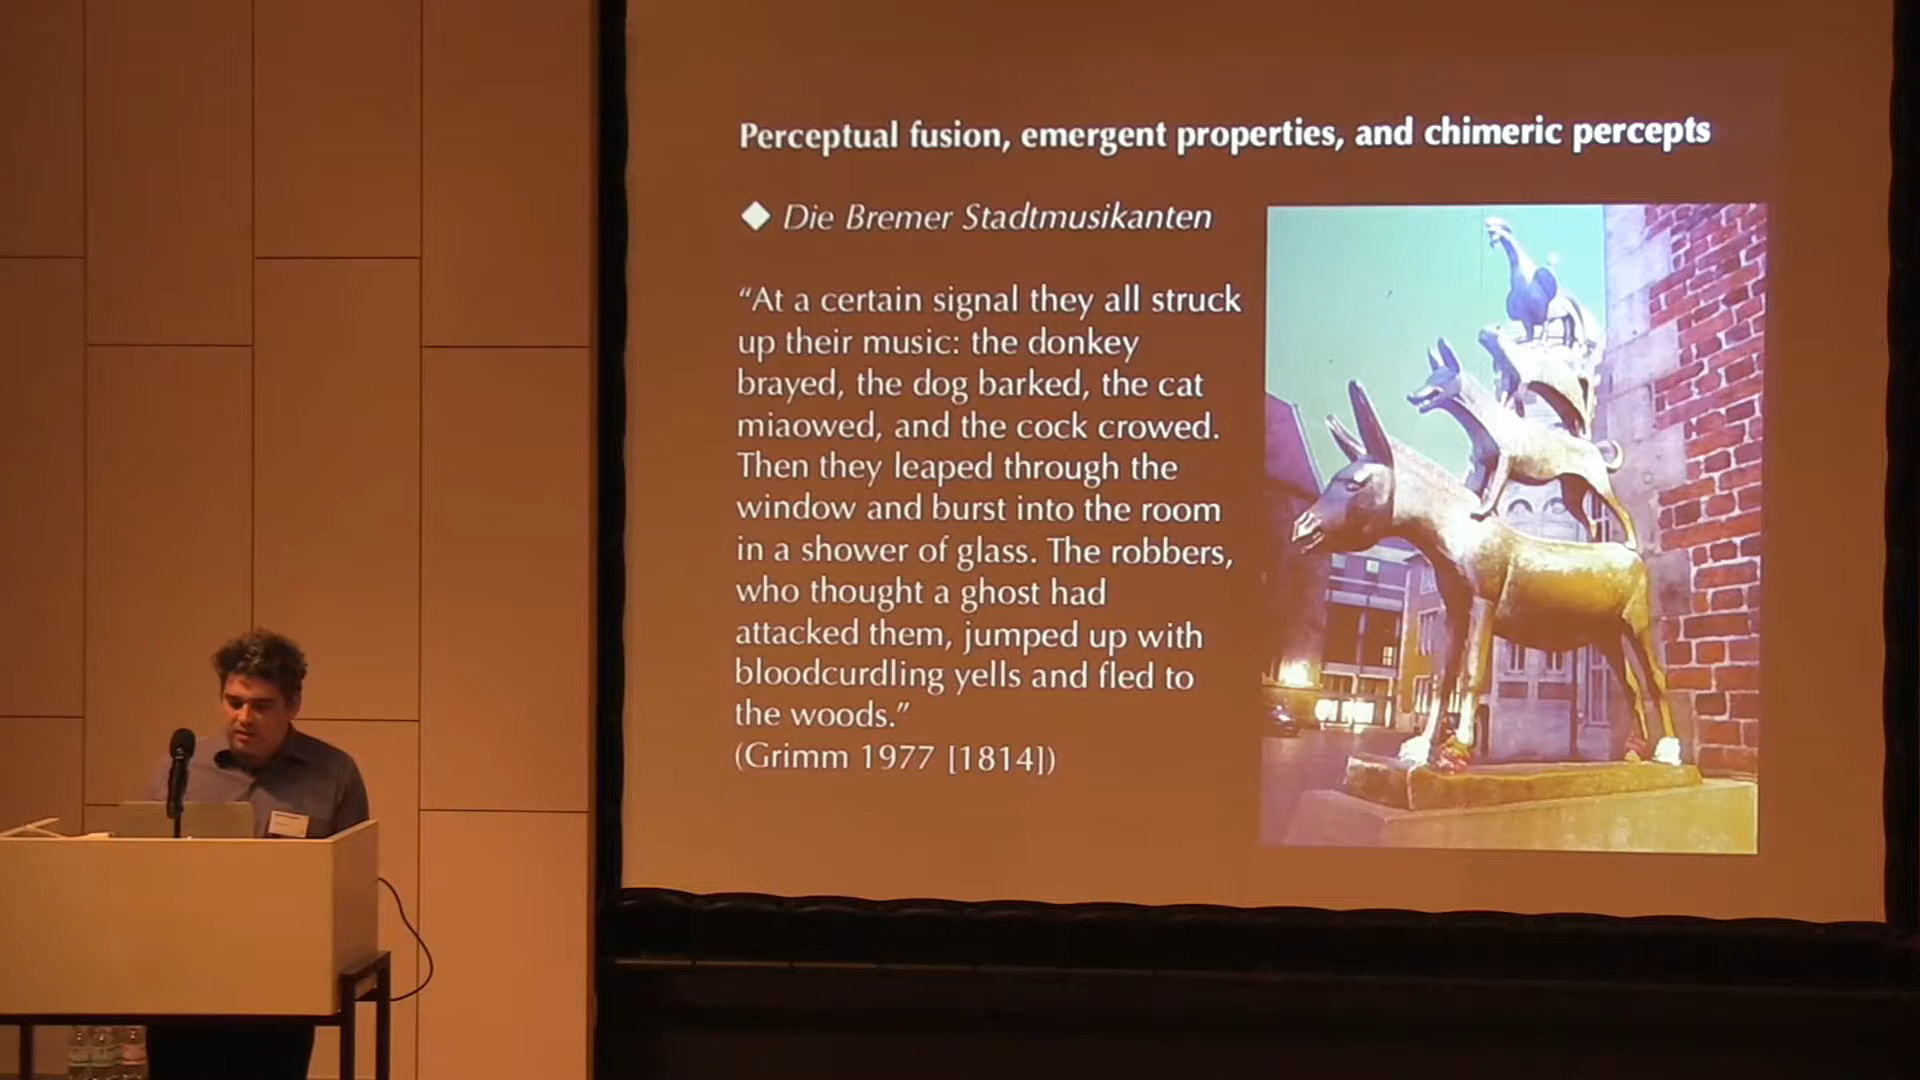 Perceptual fusion, emergent properties, and chimeric percepts
◆ Die Bremer Stadtmusikanten
“At a certain signal they all struck
up their music: the donkey
brayed, the dog barked, the cat
miaowed, and the cock crowed.
Then they leaped through the
window and burst into the room
in a shower of glass. The robbers,
who thought a ghost had
attacked them, jumped up with
bloodcurdling yells and fled to
the woods.”
(Grimm 1977 [1814])